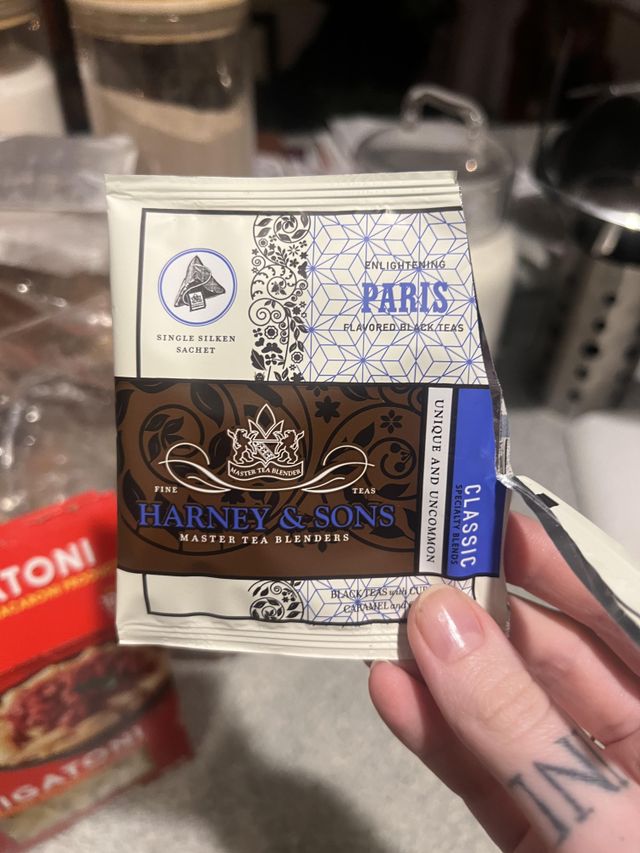 ENLIGHTENING
PARIS
FLAVORED BLACK TEAS
SINGLE SILKEN
SACHET
MASTER TEA BLENDER
FINE TEAS
HARNEY & SONS
MASTER TEA BLENDERS
UNIQUE AND UNCOMMON
CLASSIC
SPECIALTY BLENDS
BLACK TEAS with
CARAMEL and
ATONI
IGATONI
IN